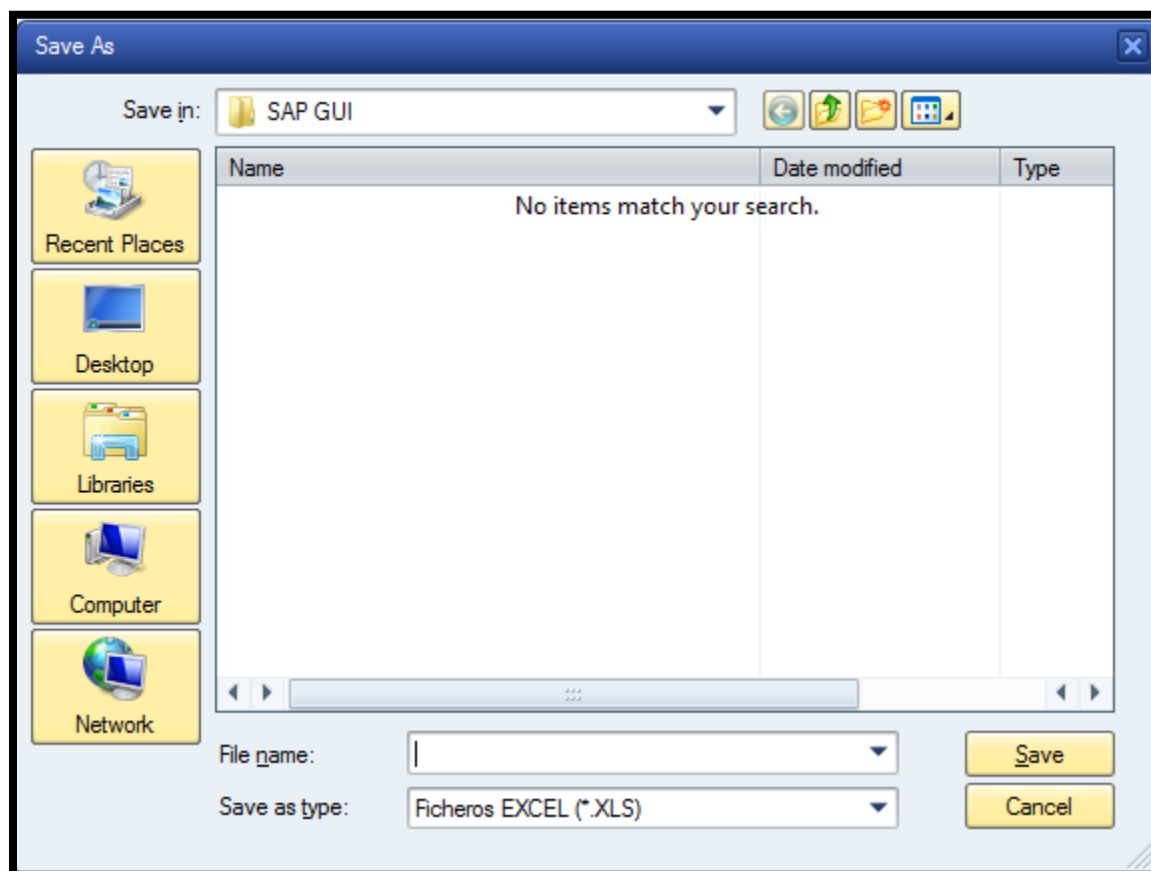 Save As
Save in: SAP GUI
Name Date modified Type
No items match your search.
Recent Places
Desktop
Libraries
Computer
Network
File name:
Save
Save as type: Ficheros EXCEL (*.XLS)
Cancel